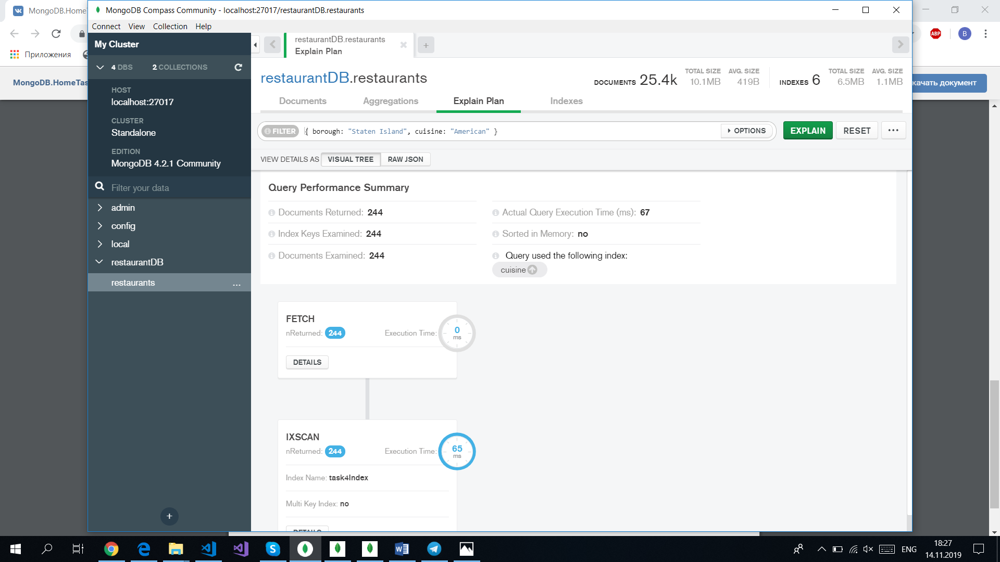 MongoDB.HomeT
MongoDB Compass Community - localhost:27017/restaurantDB.restaurants
Connect View Collection Help
ABP
B
Приложения
My Cluster
restaurantDB.restaurants
Explain Plan
4 DBS 2 COLLECTIONS
MongoDB.HomeTas
restaurantDB.restaurants
DOCUMENTS 25.4k TOTAL SIZE 10.1MB AVG. SIZE 419B INDEXES 6 TOTAL SIZE 6.5MB AVG. SIZE 1.1MB
качать документ
HOST
localhost:27017
Documents Aggregations Explain Plan Indexes
CLUSTER
Standalone
FILTER { borough: "Staten Island", cuisine: "American" } OPTIONS EXPLAIN RESET ...
EDITION
MongoDB 4.2.1 Community
VIEW DETAILS AS VISUAL TREE RAW JSON
Filter your data
admin
config
local
restaurantDB
restaurants ...
Query Performance Summary
Documents Returned: 244
Index Keys Examined: 244
Documents Examined: 244
Actual Query Execution Time (ms): 67
Sorted in Memory: no
Query used the following index:
cuisine
FETCH
nReturned: 244 Execution Time: 0 ms
DETAILS
IXSCAN
nReturned: 244 Execution Time: 65 ms
Index Name: task4Index
Multi Key Index: no
DETAILS
ENG
18:27
14.11.2019